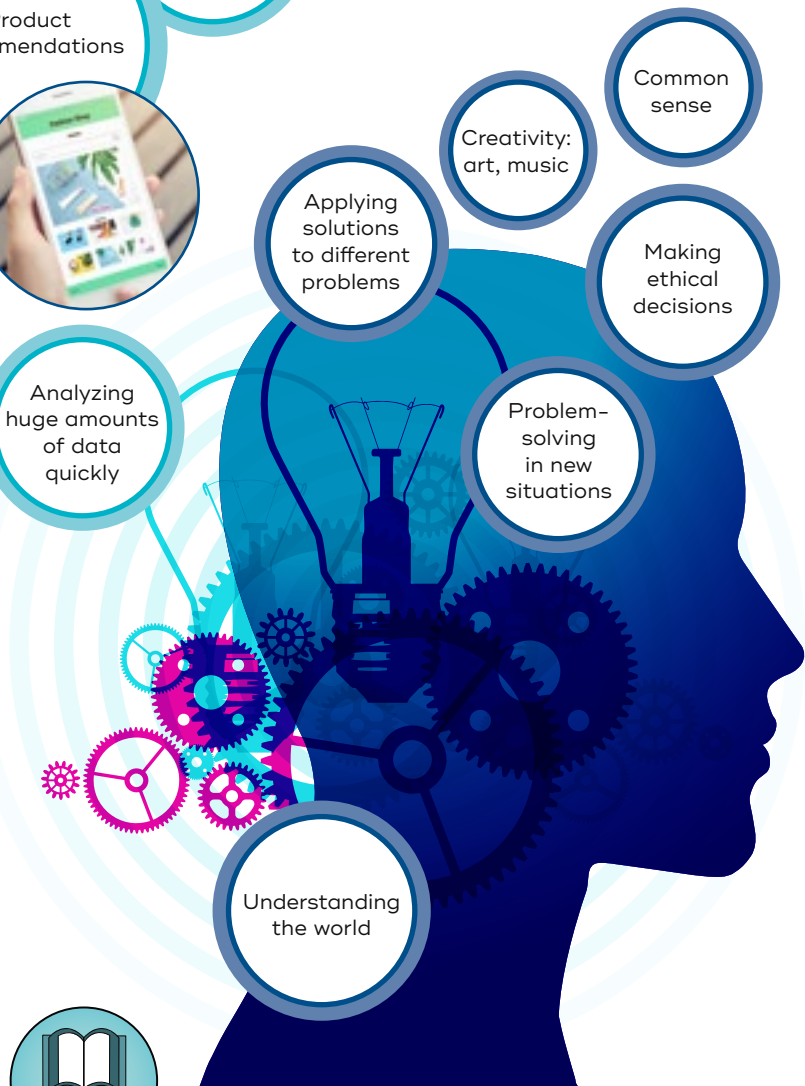 roduct
mendations
Common
sense
Creativity:
art, music
Applying
solutions
to different
problems
Making
ethical
decisions
Analyzing
huge amounts
of data
quickly
Problem-
solving
in new
situations
Understanding
the world